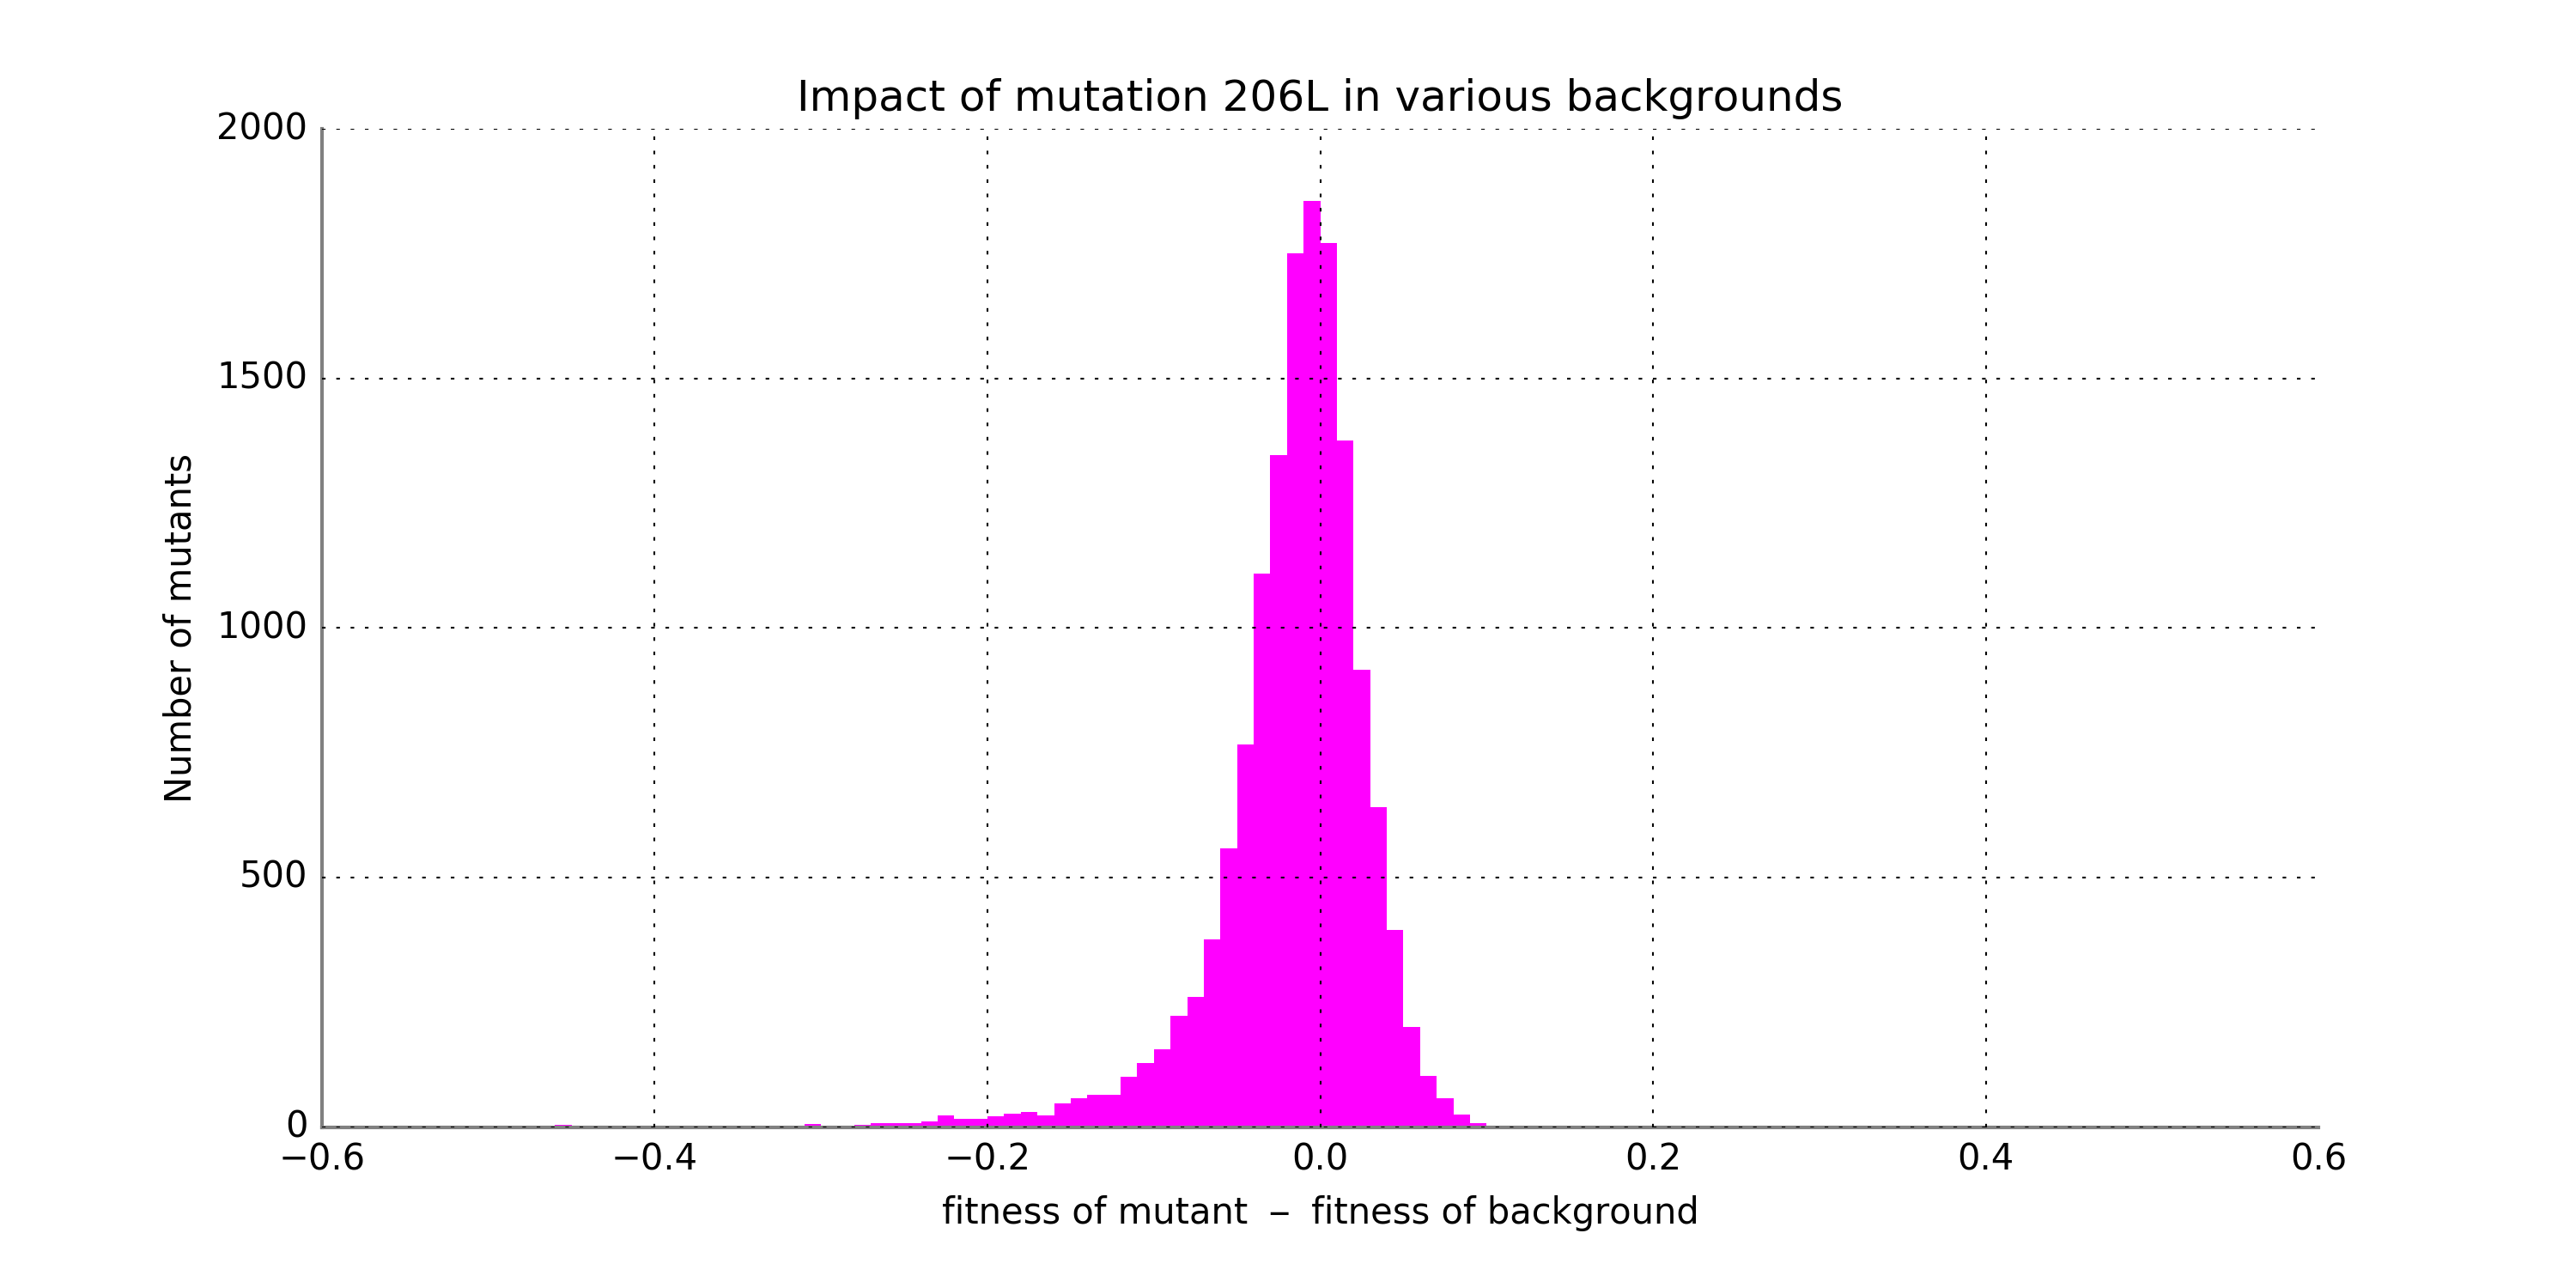 Impact of mutation 206L in various backgrounds
2000
1500
1000
500
0
Number of mutants
−0.6 −0.4 −0.2 0.0 0.2 0.4 0.6
fitness of mutant − fitness of background